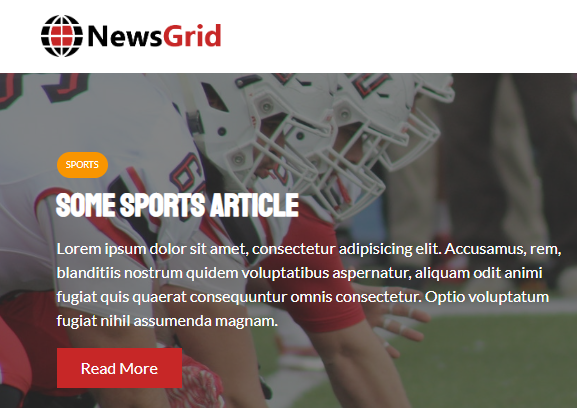 NewsGrid
SPORTS
SOME SPORTS ARTICLE
Lorem ipsum dolor sit amet, consectetur adipisicing elit. Accusamus, rem,
blanditiis nostrum quidem voluptatibus aspernatur, aliquam odit animi
fugiat quis quaerat consequuntur omnis consectetur. Optio voluptatum
fugiat nihil assumenda magnam.
Read More